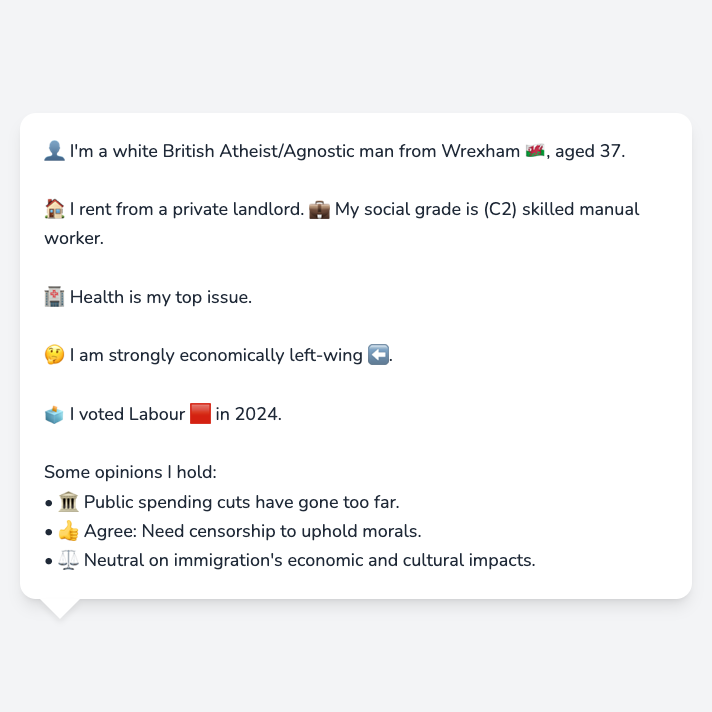 👤 I'm a white British Atheist/Agnostic man from Wrexham 🏴󠁧󠁢󠁷󠁬󠁳󠁿, aged 37.
🏠 I rent from a private landlord. 💼 My social grade is (C2) skilled manual
worker.
🏥 Health is my top issue.
🤔 I am strongly economically left-wing ⬅️.
🗳️ I voted Labour 🟥 in 2024.
Some opinions I hold:
• 🏛️ Public spending cuts have gone too far.
• 👍 Agree: Need censorship to uphold morals.
• ⚖️ Neutral on immigration's economic and cultural impacts.